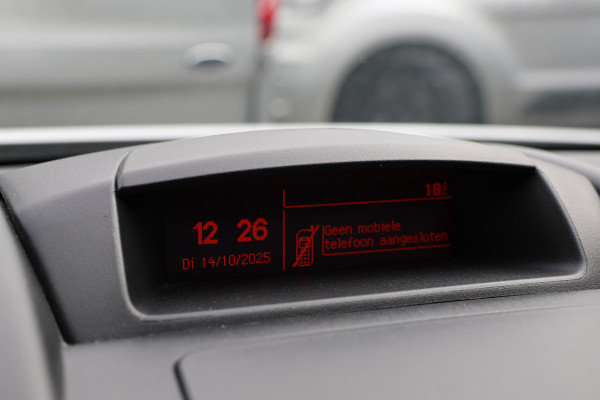 12 26
Di 14/10/2025
18
Geen mobiele
telefoon aangesloten